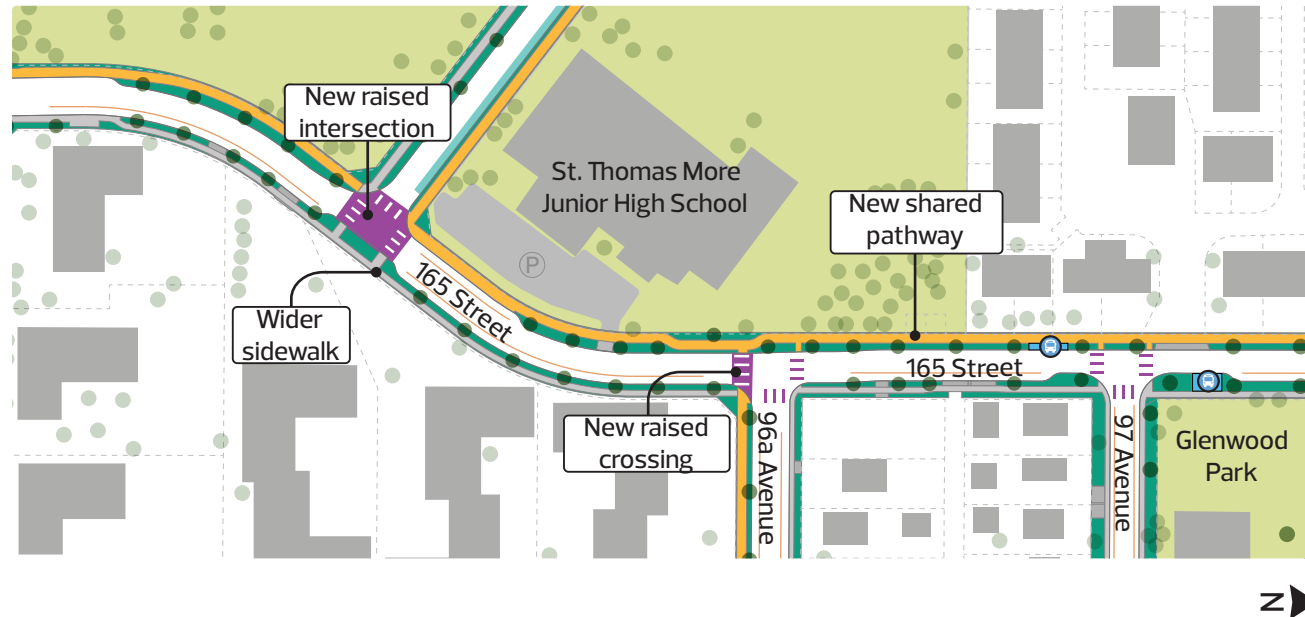 New raised
intersection
St. Thomas More
Junior High School
New shared
pathway
P
165 Street
Wider
sidewalk
165 Street
New raised
crossing
96a Avenue
97 Avenue
Glenwood
Park
N